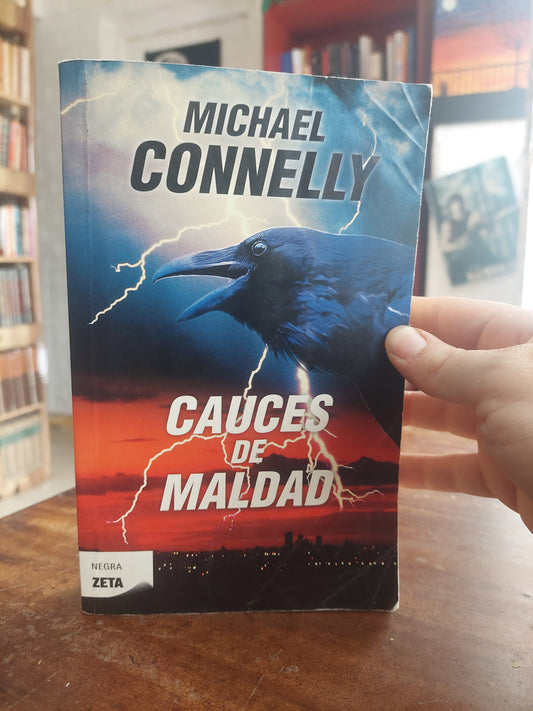 MICHAEL
CONNELLY
CAUCES
DE
MALDAD
NEGRA
ZETA